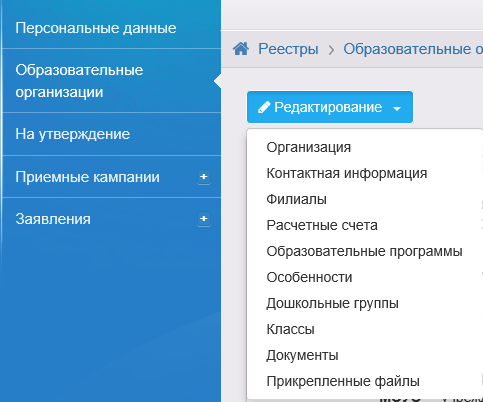 Персональные данные
Образовательные
организации
На утверждение
Приемные кампании
Заявления
Реестры > Образовательные о
Редактирование
Организация
Контактная информация
Филиалы
Расчетные счета
Образовательные программы
Особенности
Дошкольные группы
Классы
Документы
Прикрепленные файлы